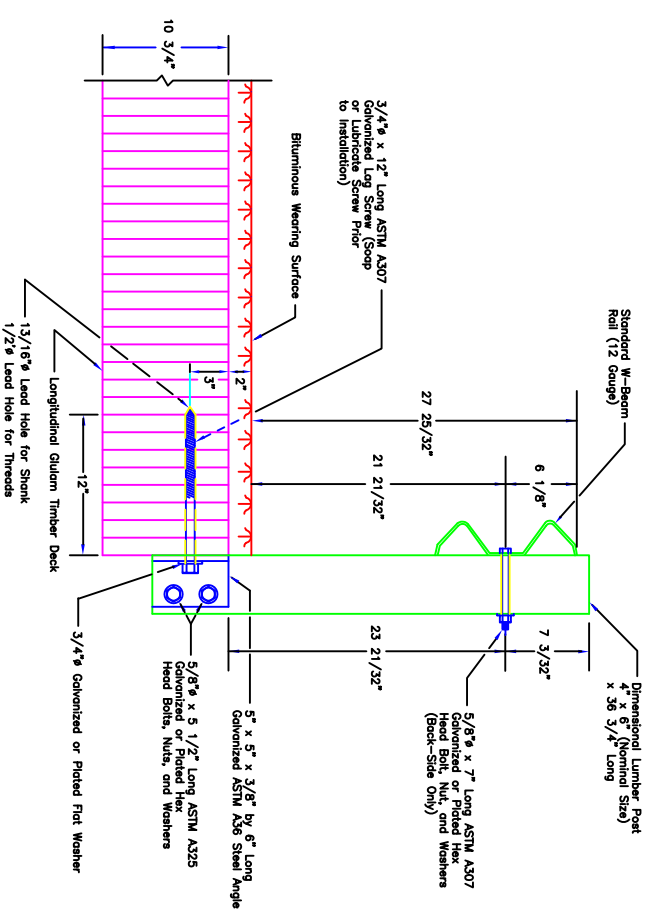 Dimensional Lumber Post
4" x 6" (Nominal Size)
x 36 3/4" Long
Standard W-Beam
Rail (12 Gauge)
6 1/8"
7 3/32"
27 25/32"
21 21/32"
23 21/32"
5/8"ø x 7" Long ASTM A307
Galvanized or Plated Hex
Head Bolt, Nut, and Washers
(Back-Side Only)
3/4"ø x 12" Long ASTM A307
Galvanized Lag Screw (Soap
or Lubricate Screw Prior
to Installation)
Bituminous Wearing Surface
10 3/4"
2"
3"
12"
5" x 5" x 3/8" by 6" Long
Galvanized ASTM A36 Steel Angle
5/8"ø x 5 1/2" Long ASTM A325
Galvanized or Plated Hex
Head Bolts, Nuts, and Washers
3/4"ø Galvanized or Plated Flat Washer
Longitudinal Glulam Timber Deck
13/16"ø Lead Hole for Shank
1/2'ø Lead Hole for Threads